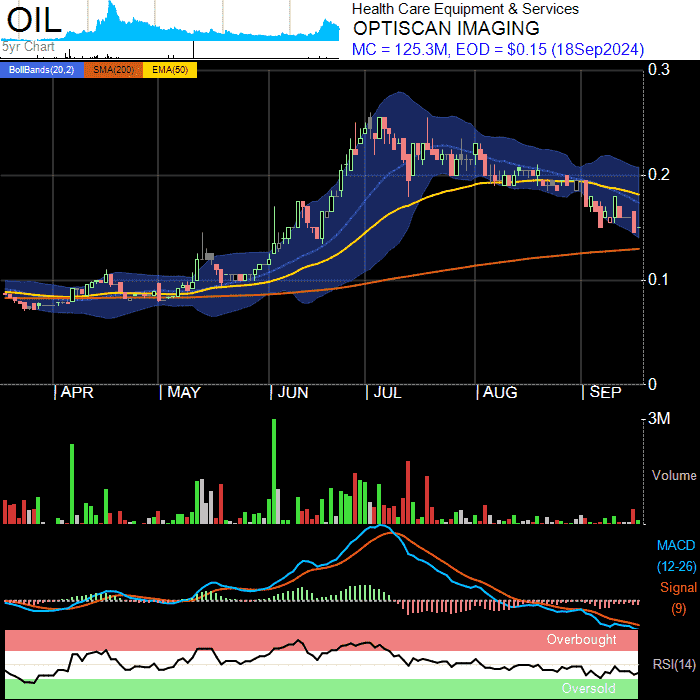 OIL
5yr Chart
Health Care Equipment & Services
OPTISCAN IMAGING
MC = 125.3M, EOD = $0.15 (18Sep2024)
BollBands(20,2) SMA(200) EMA(50)
0.3
0.2
0.1
0
APR MAY JUN JUL AUG SEP
3M
Volume
MACD
(12-26)
Signal
(9)
Overbought
RSI(14)
Oversold